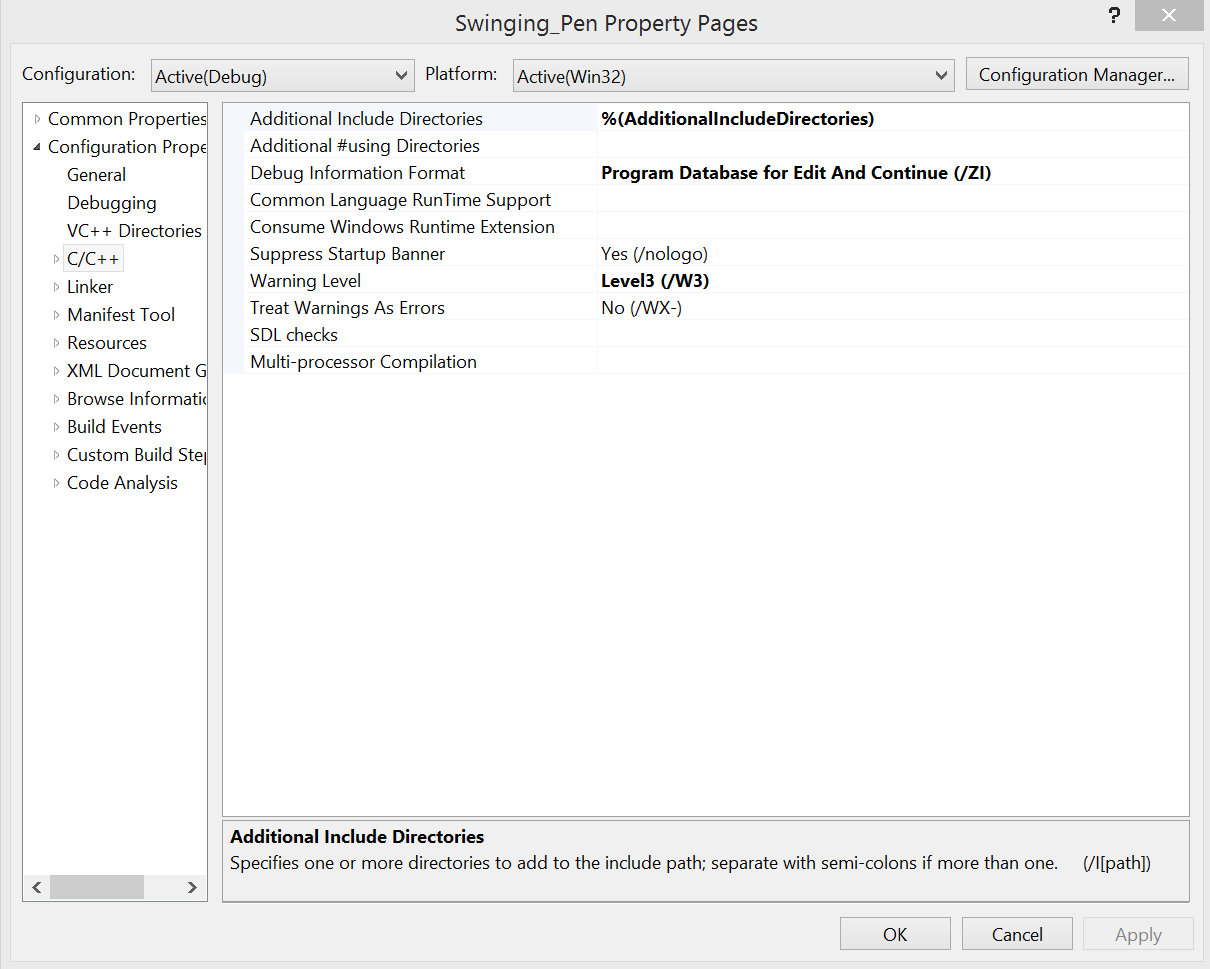 Swinging_Pen Property Pages
?
Configuration: Active(Debug) Platform: Active(Win32) Configuration Manager...
Common Properties
Configuration Prope
General
Debugging
VC++ Directories
C/C++
Linker
Manifest Tool
Resources
XML Document G
Browse Informatic
Build Events
Custom Build Step
Code Analysis
Additional Include Directories %(AdditionalIncludeDirectories)
Additional #using Directories
Debug Information Format Program Database for Edit And Continue (/ZI)
Common Language RunTime Support
Consume Windows Runtime Extension
Suppress Startup Banner Yes (/nologo)
Warning Level Level3 (/W3)
Treat Warnings As Errors No (/WX-)
SDL checks
Multi-processor Compilation
Additional Include Directories
Specifies one or more directories to add to the include path; separate with semi-colons if more than one. (/I[path])
OK Cancel Apply